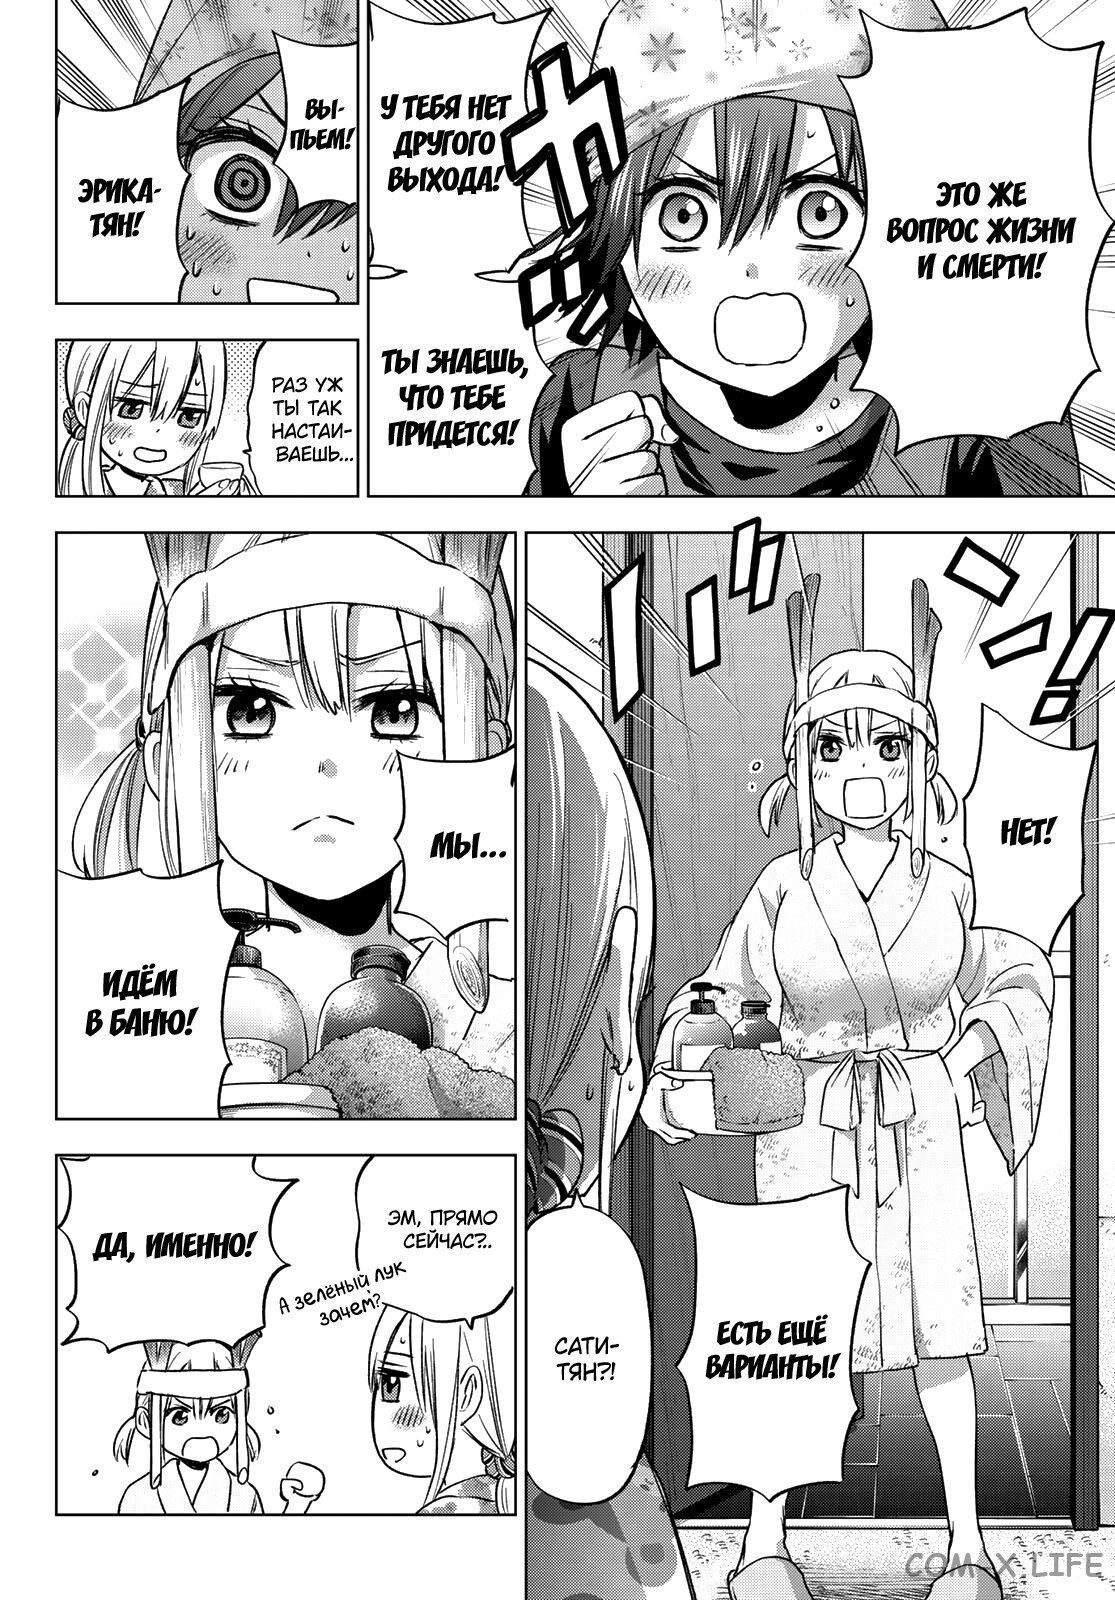 ЭТО ЖЕ
ВОПРОС ЖИЗНИ
И СМЕРТИ!
У ТЕБЯ НЕТ
ДРУГОГО
ВЫХОДА!
ТЫ ЗНАЕШЬ,
ЧТО ТЕБЕ
ПРИДЕТСЯ!
ВЫ-
ПЬЕМ!
ЭРИКА-
ТЯН!
РАЗ УЖ
ТЫ ТАК
НАСТАИ-
ВАЕШЬ...
НЕТ!
ЕСТЬ ЕЩЁ
ВАРИАНТЫ!
САТИ-
ТЯН?!
МЫ...
ИДЁМ
В БАНЮ!
ЭМ, ПРЯМО
СЕЙЧАС?..
А зелёный лук
зачем?
ДА, ИМЕННО!
COM-X LIFE